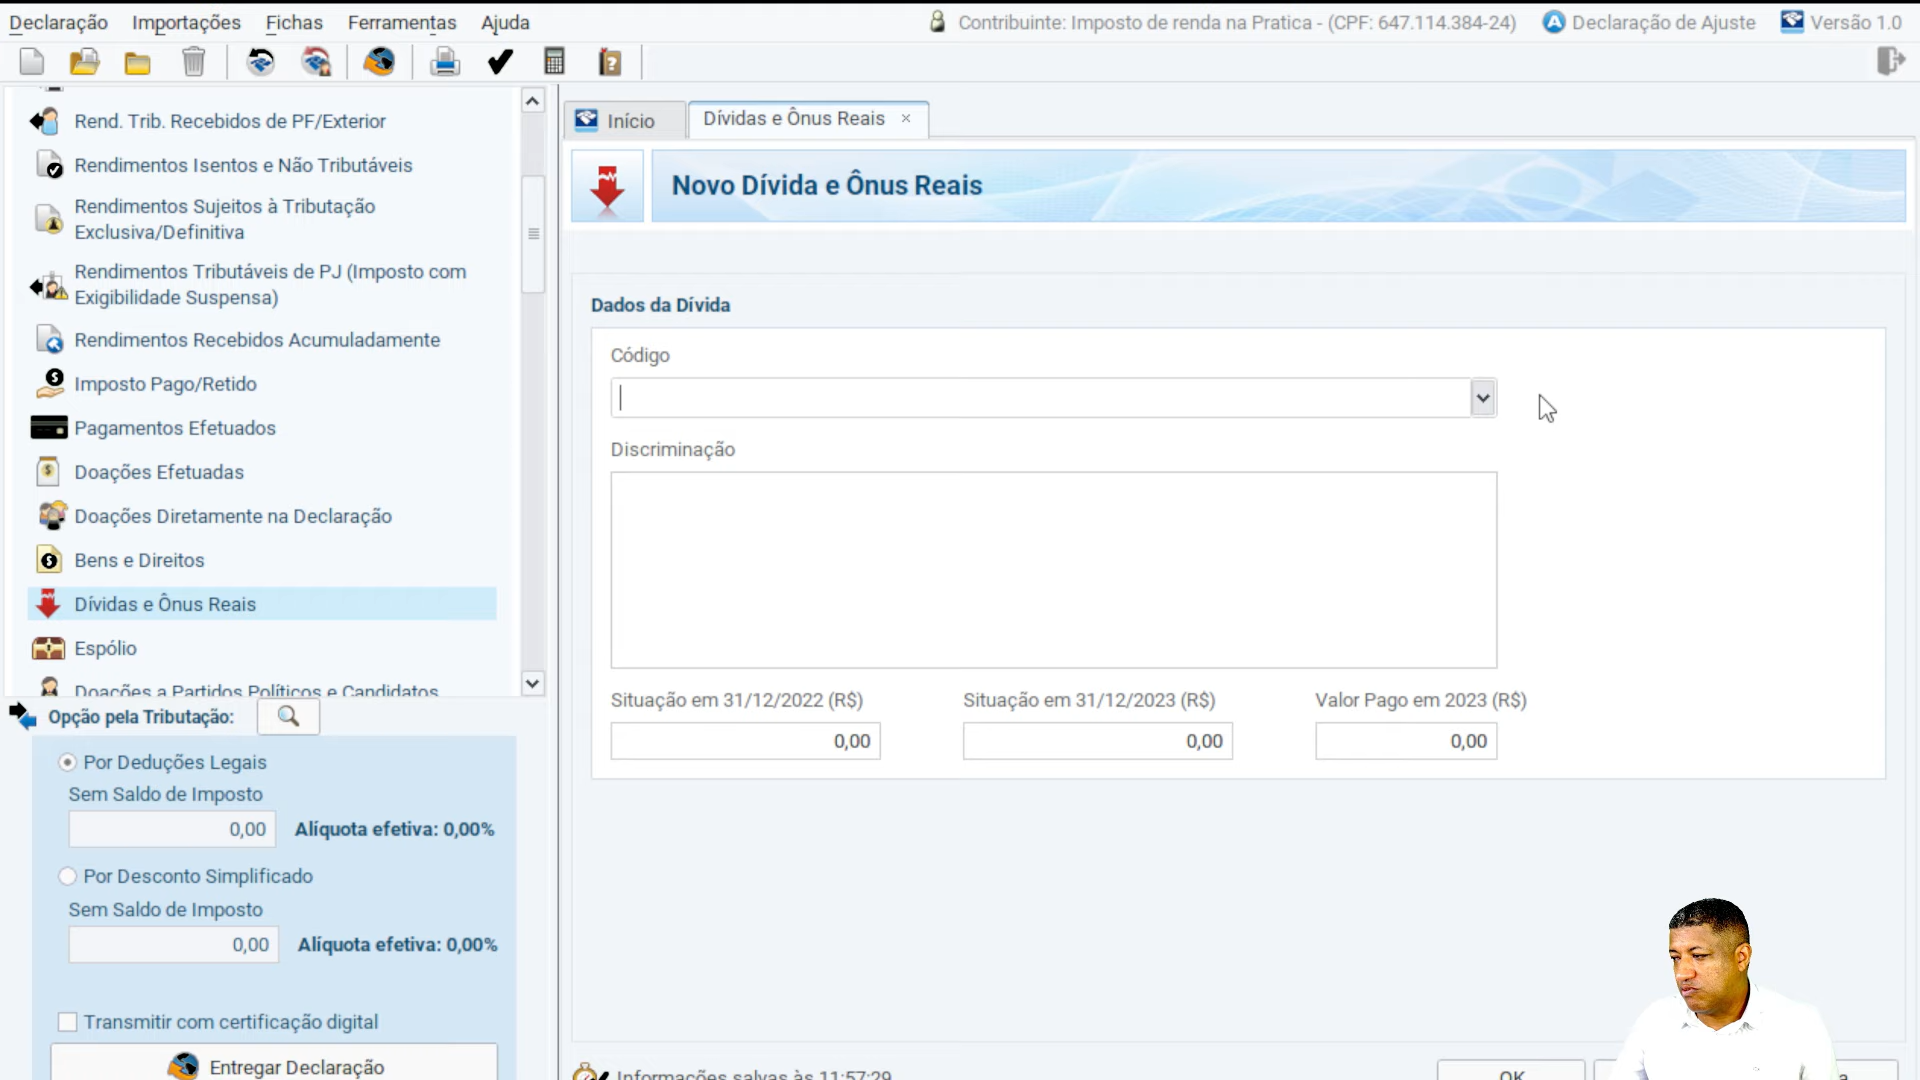 Declaração Importações Fichas Ferramentas Ajuda
Contribuinte: Imposto de renda na Pratica - (CPF: 647.114.384-24) Declaração de Ajuste Versão 1.0
Rend. Trib. Recebidos de PF/Exterior
Rendimentos Isentos e Não Tributáveis
Rendimentos Sujeitos à Tributação
Exclusiva/Definitiva
Rendimentos Tributáveis de PJ (Imposto com
Exigibilidade Suspensa)
Rendimentos Recebidos Acumuladamente
Imposto Pago/Retido
Pagamentos Efetuados
Doações Efetuadas
Doações Diretamente na Declaração
Bens e Direitos
Dívidas e Ônus Reais
Espólio
Doações a Partidos Políticos e Candidatos
Opção pela Tributação:
Por Deduções Legais
Sem Saldo de Imposto
0,00 Alíquota efetiva: 0,00%
Por Desconto Simplificado
Sem Saldo de Imposto
0,00 Alíquota efetiva: 0,00%
Transmitir com certificação digital
Entregar Declaração
Início Dívidas e Ônus Reais
Novo Dívida e Ônus Reais
Dados da Dívida
Código
Discriminação
Situação em 31/12/2022 (R$) Situação em 31/12/2023 (R$) Valor Pago em 2023 (R$)
0,00 0,00 0,00
Informações salvas às 11:57:29
OK